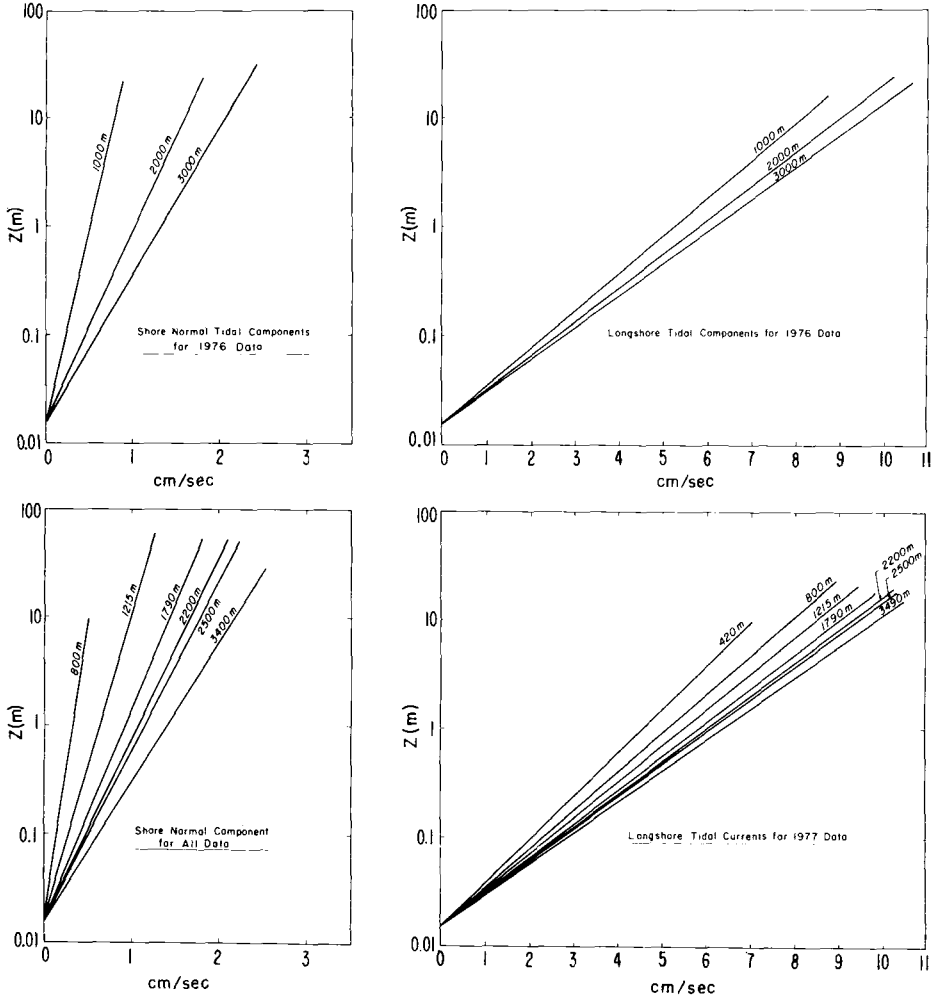 100
10
1
0.1
0.01
Z(m)
1000 m
2000 m
3000 m
Shore Normal Tidal Components
for 1976 Data
0
1
2
3
cm/sec
100
10
1
0.1
0.01
Z(m)
1000 m
2000 m
3000 m
Longshore Tidal Components for 1976 Data
0
1
2
3
4
5
6
7
8
9
10
11
cm/sec
100
10
1
0.1
0.01
Z(m)
800 m
1215 m
1790 m
2200 m
2500 m
3400 m
Shore Normal Component
for All Data
0
1
2
3
cm/sec
100
10
1
0.1
0.01
Z(m)
420 m
800 m
1215 m
1790 m
2200 m
2500 m
3490 m
Longshore Tidal Currents for 1977 Data
0
1
2
3
4
5
6
7
8
9
10
11
cm/sec